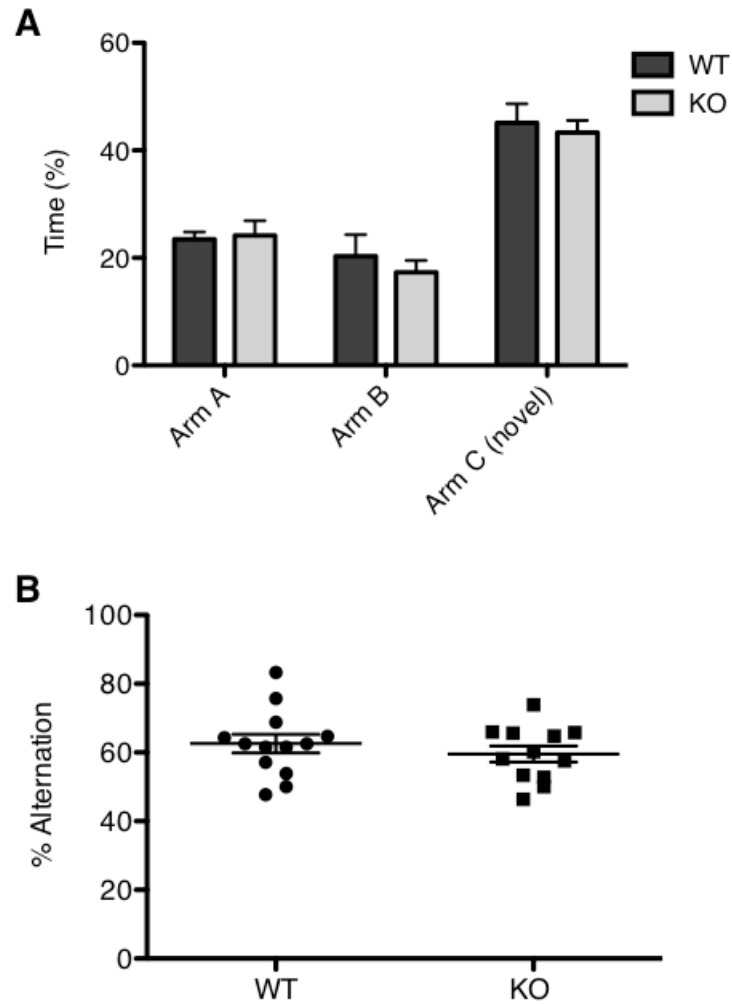 A
60
40
20
0
Time (%)
WT
KO
Arm A
Arm B
Arm C (novel)
B
100
80
60
40
20
0
% Alternation
WT
KO